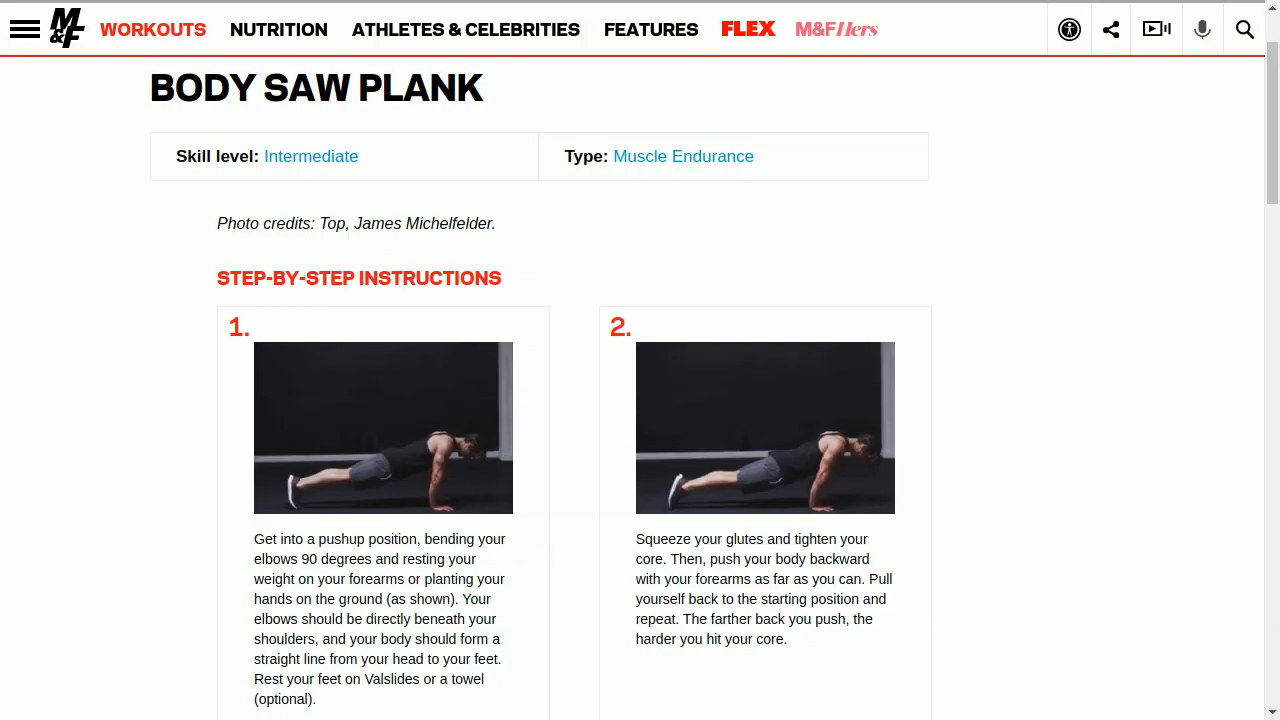 M&F WORKOUTS NUTRITION ATHLETES & CELEBRITIES FEATURES FLEX M&F Hers
BODY SAW PLANK
Skill level: Intermediate
Type: Muscle Endurance
Photo credits: Top, James Michelfelder.
STEP-BY-STEP INSTRUCTIONS
1.
Get into a pushup position, bending your
elbows 90 degrees and resting your
weight on your forearms or planting your
hands on the ground (as shown). Your
elbows should be directly beneath your
shoulders, and your body should form a
straight line from your head to your feet.
Rest your feet on Valslides or a towel
(optional).
2.
Squeeze your glutes and tighten your
core. Then, push your body backward
with your forearms as far as you can. Pull
yourself back to the starting position and
repeat. The farther back you push, the
harder you hit your core.